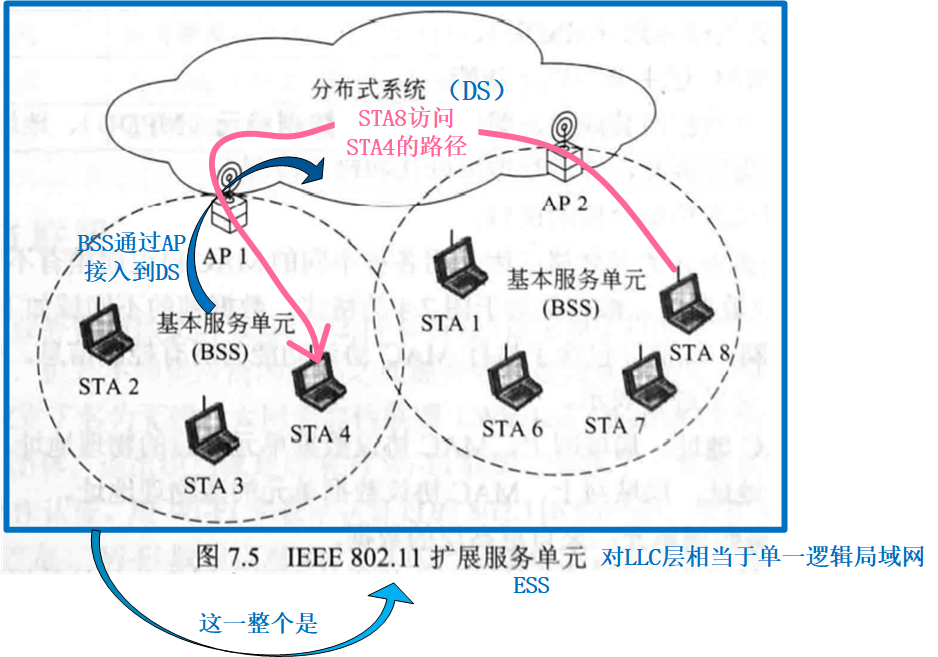 分布式系统 （DS）
STA8访问
STA4的路径
AP 1
AP 2
BSS通过AP
接入到DS
基本服务单元
(BSS)
基本服务单元
(BSS)
STA 1
STA 2
STA 3
STA 4
STA 6
STA 7
STA 8
图 7.5 IEEE 802.11 扩展服务单元 对LLC层相当于单一逻辑局域网
ESS
这一整个是